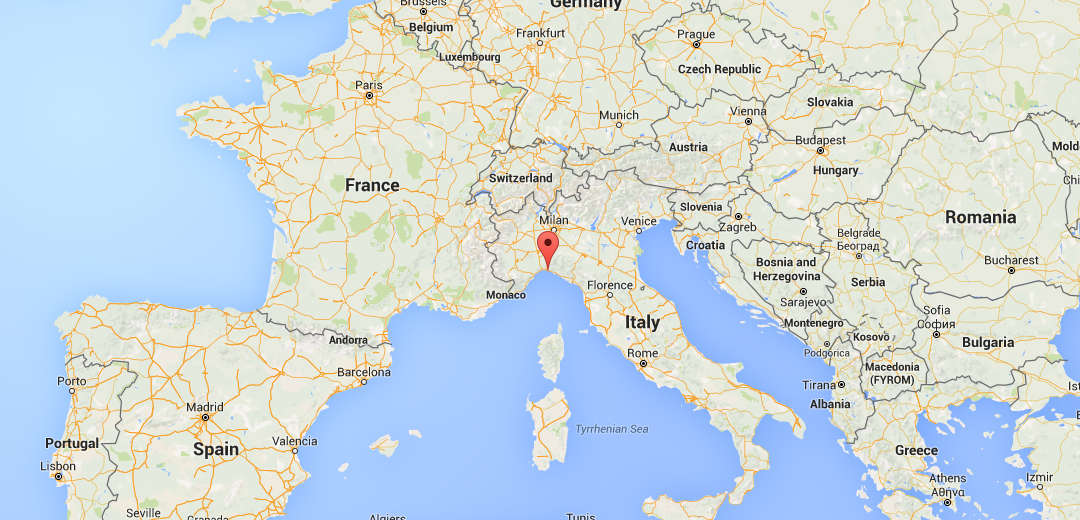 Brussels
Belgium
Germany
Frankfurt
Luxembourg
Prague
Czech Republic
Paris
Slovakia
Vienna
Munich
Budapest
Austria
Hungary
Switzerland
France
Slovenia
Romania
Milan
Venice
Zagreb
Croatia
Belgrade
Београд
Bosnia and
Herzegovina
Bucharest
Serbia
Florence
Monaco
Sarajevo
Sofia
София
Italy
Montenegro
Kosovo
Andorra
Bulgaria
Podgorica
Rome
Macedonia
(FYROM)
Barcelona
Porto
Tirana
Albania
Madrid
Tyrrhenian Sea
Portugal
Valencia
Spain
Greece
Lisbon
Athens
Αθήνα
Izmir
Seville
Granada
Algiers
Tunis